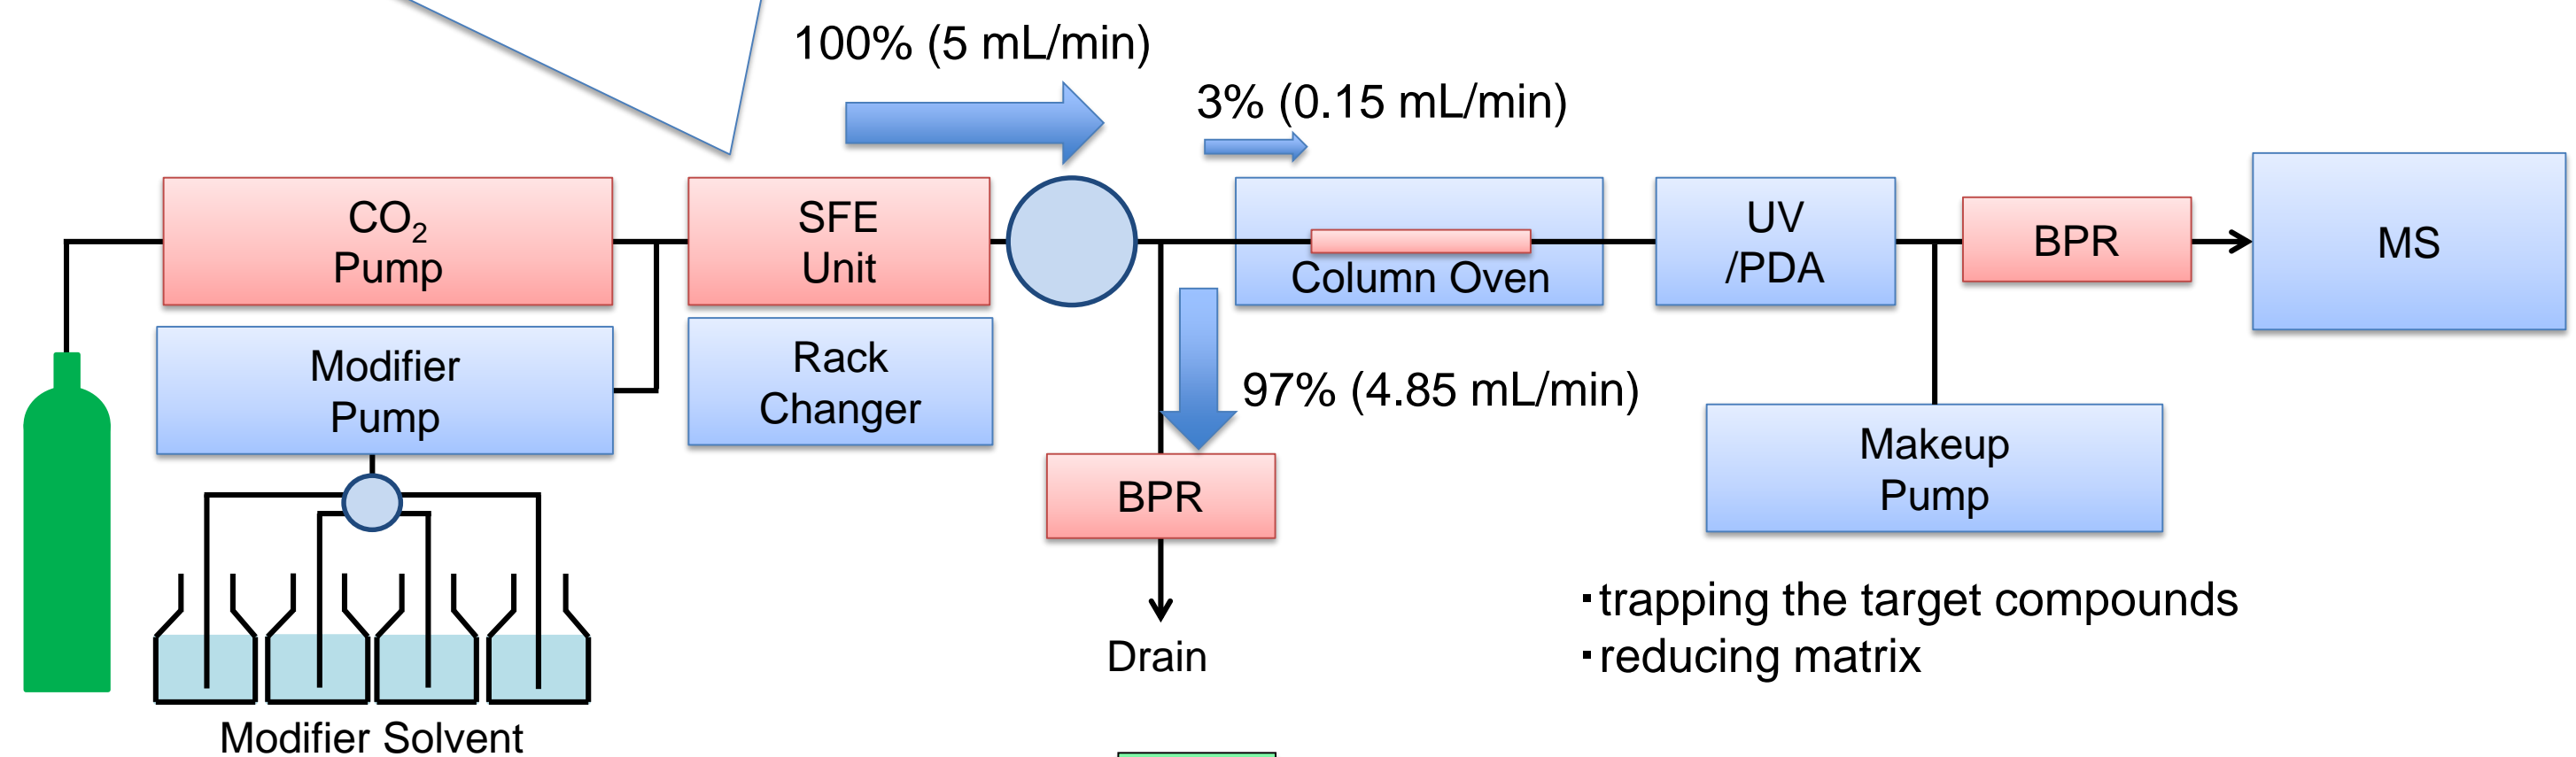 100% (5 mL/min)
3% (0.15 mL/min)
CO₂
Pump
SFE
Unit
Column Oven
UV
/PDA
BPR
MS
Modifier
Pump
Rack
Changer
97% (4.85 mL/min)
BPR
Makeup
Pump
Drain
・trapping the target compounds
・reducing matrix
Modifier Solvent